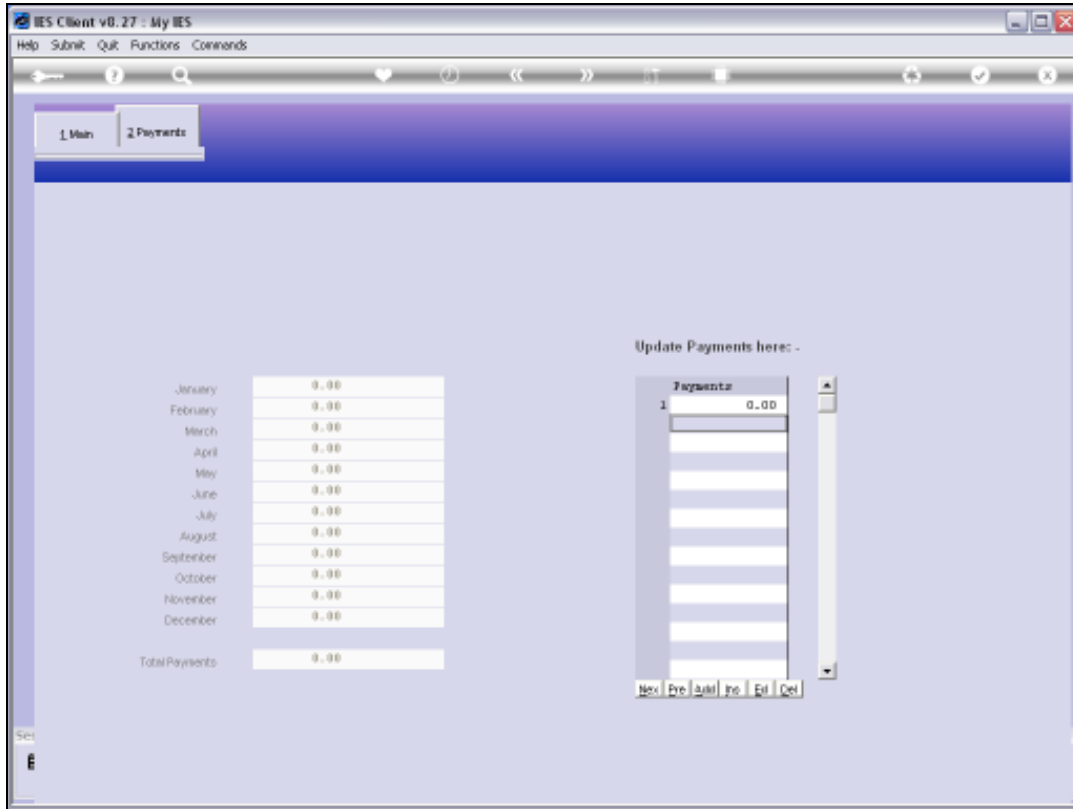 IES Client v8.27 : My IES
Help Submit Quit Functions Commands
1 Main
2 Payments
Update Payments here: -
Payments
1 0.00
January 0.00
February 0.00
March 0.00
April 0.00
May 0.00
June 0.00
July 0.00
August 0.00
September 0.00
October 0.00
November 0.00
December 0.00
Total Payments 0.00
Nex Pre Add Ins Ed Del
Ses